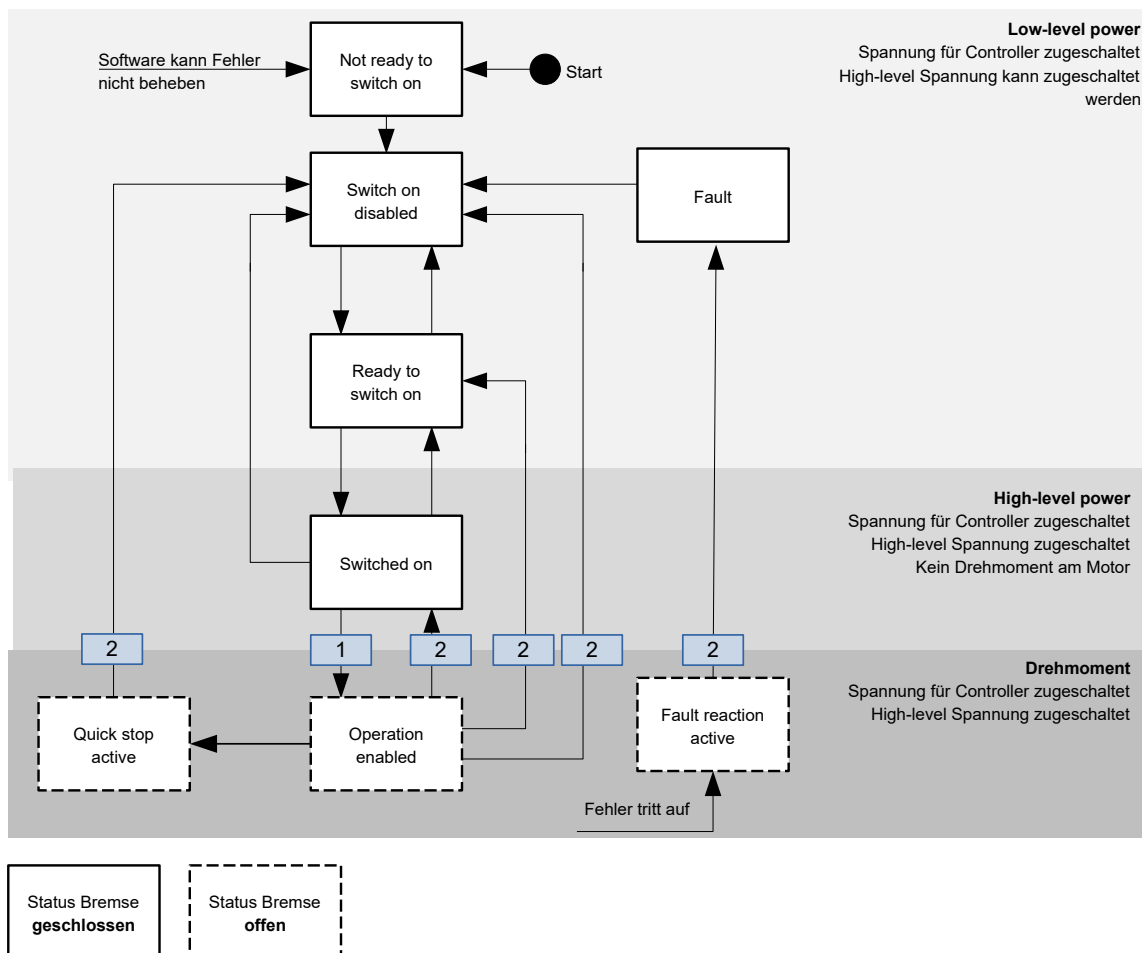 Low-level power
Spannung für Controller zugeschaltet
High-level Spannung kann zugeschaltet
werden
Software kann Fehler
nicht beheben
Not ready to
switch on
Start
Switch on
disabled
Fault
Ready to
switch on
High-level power
Spannung für Controller zugeschaltet
High-level Spannung zugeschaltet
Kein Drehmoment am Motor
Switched on
2
1
2
2
2
2
Drehmoment
Spannung für Controller zugeschaltet
High-level Spannung zugeschaltet
Quick stop
active
Operation
enabled
Fault reaction
active
Fehler tritt auf
Status Bremse
geschlossen
Status Bremse
offen